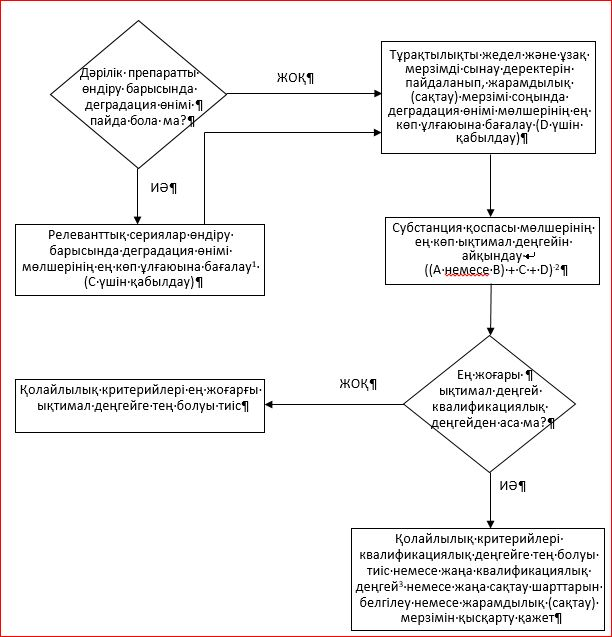 Дәрілік препаратты
өндіру барысында
деградация өнімі ¶
пайда бола ма?¶
ЖОҚ¶
Тұрақтылықты жедел және ұзақ
мерзімді сынау деректерін
пайдаланып, жарамдылық
(сақтау) мерзімі соңында
деградация өнімі мөлшерінің ең
көп ұлғаюына бағалау (D үшін
қабылдау)¶
ИӘ¶
Релеванттық сериялар өндіру
барысында деградация өнімі
мөлшерінің ең көп ұлғаюына бағалау¹
(С үшін қабылдау)¶
Субстанция қоспасы мөлшерінің
ең көп ықтимал деңгейін
айқындау ↵
((А немесе В) + С + D) ²¶
Ең жоғары ¶
ықтимал деңгей
квалификациялық
деңгейден аса ма?¶
ЖОҚ¶
Қолайлылық критерийлері ең жоғарғы
ықтимал деңгейге тең болуы тиіс¶
ИӘ¶
Қолайлылық критерийлері
квалификациялық деңгейге тең болуы
тиіс немесе жаңа квалификациялық
деңгей³ немесе жаңа сақтау шарттарын
белгілеу немесе жарамдылық (сақтау)
мерзімін қысқарту қажет¶